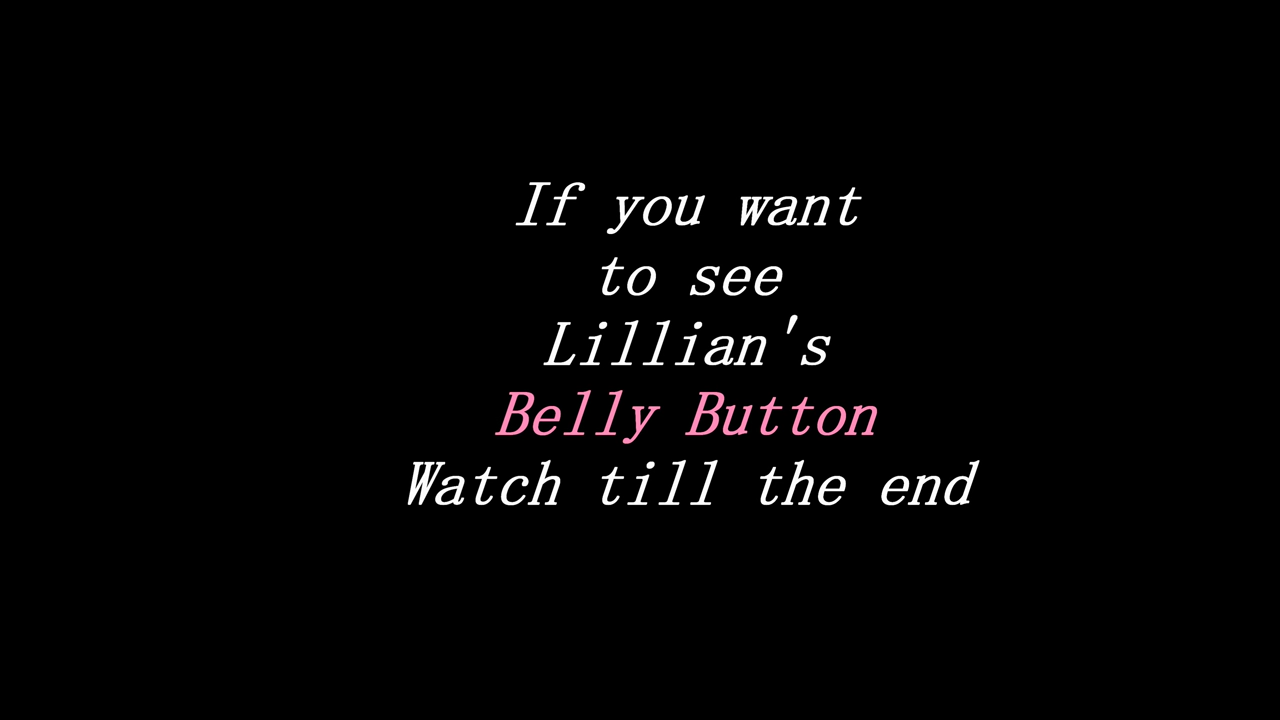 If you want
to see
Lillian's
Belly Button
Watch till the end